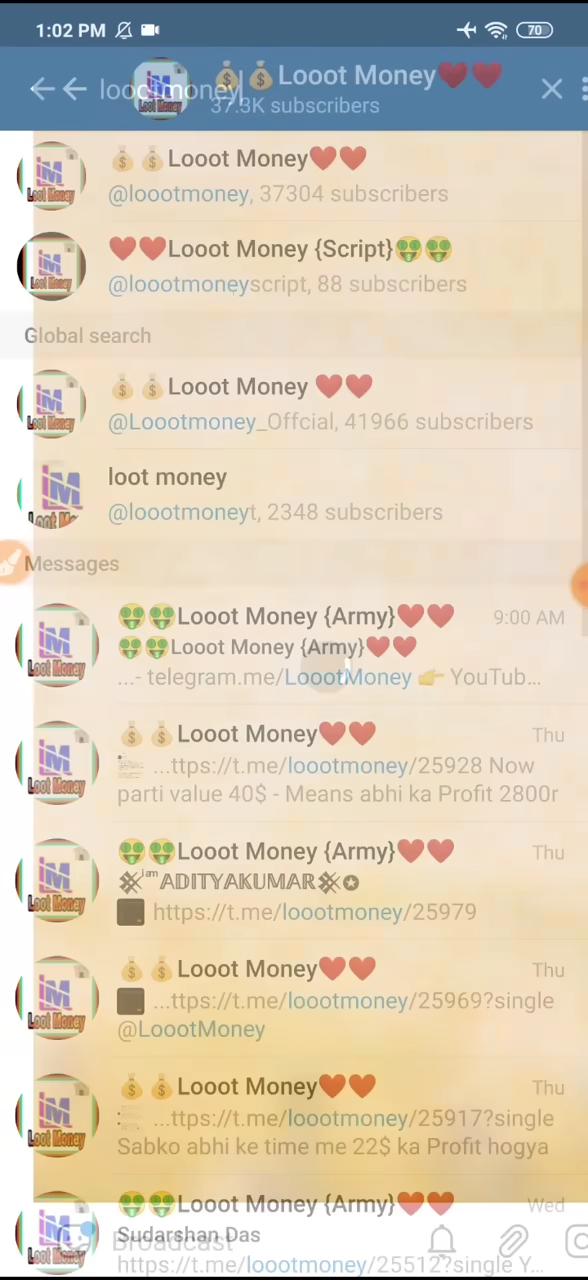 1:02 PM 70
looootmoney
💰💰Looot Money❤️❤️
37.3K subscribers
💰💰Looot Money❤️❤️
@loootmoney, 37304 subscribers
❤️❤️Looot Money {Script}🤑🤑
@loootmoneyscript, 88 subscribers
Global search
💰💰Looot Money ❤️❤️
@Loootmoney_Offcial, 41966 subscribers
loot money
@loootmoneyt, 2348 subscribers
Messages
🤑🤑Looot Money {Army}❤️❤️ 9:00 AM
🤑🤑Looot Money {Army}❤️❤️
...- telegram.me/LoootMoney 👉 YouTub...
💰💰Looot Money❤️❤️ Thu
...ttps://t.me/loootmoney/25928 Now
parti value 40$ - Means abhi ka Profit 2800r
🤑🤑Looot Money {Army}❤️❤️ Thu
ⁱᵃᵐADITYAKUMAR
https://t.me/loootmoney/25979
💰💰Looot Money❤️❤️ Thu
...ttps://t.me/loootmoney/25969?single
@LoootMoney
💰💰Looot Money❤️❤️ Thu
...ttps://t.me/loootmoney/25917?single
Sabko abhi ke time me 22$ ka Profit hogya
🤑🤑Looot Money {Army}❤️❤️ Wed
Sudarshan Das
Broadcast
https://t.me/loootmoney/25512?single Y...
Loot Money